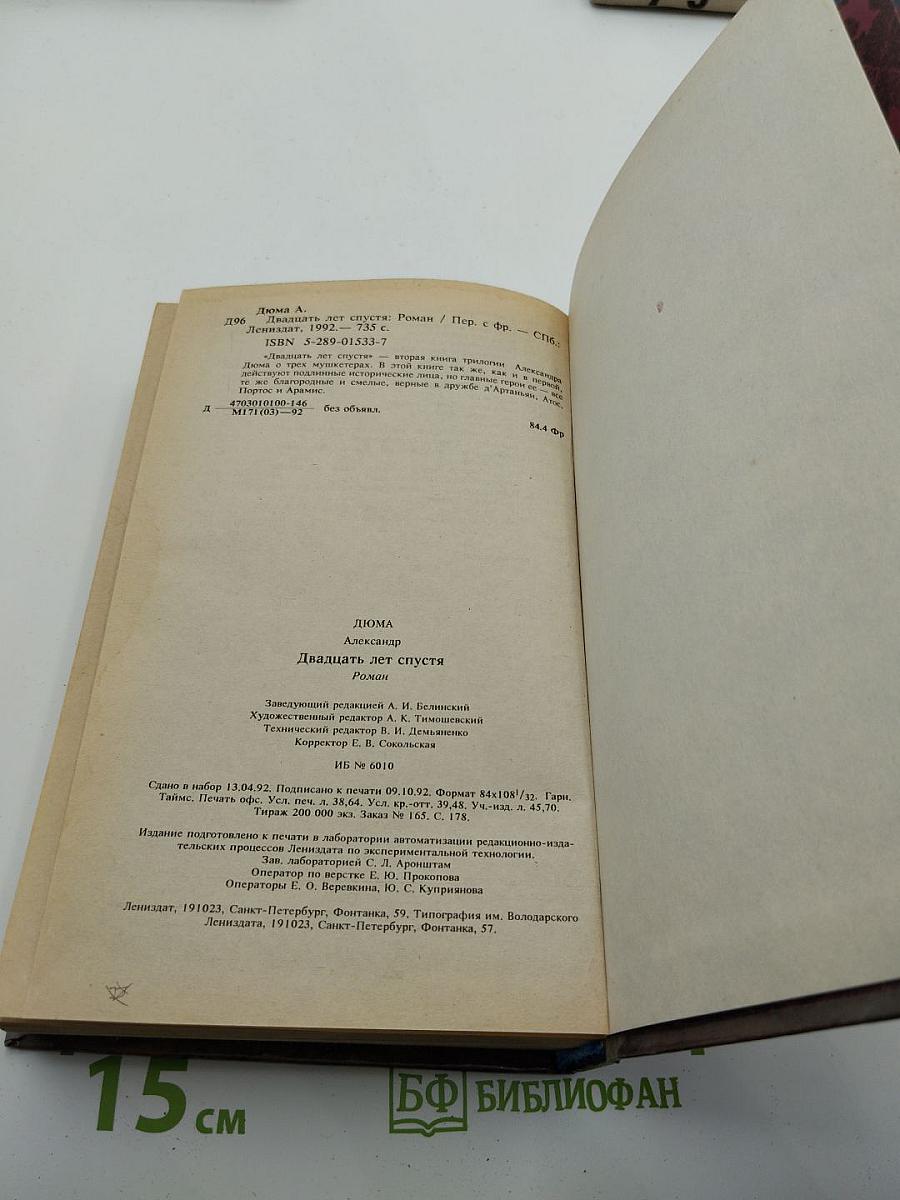 Дюма А.
Д96 Двадцать лет спустя: Роман / Пер. с фр. — СПб.:
Лениздат, 1992.— 735 с.
ISBN 5-289-01533-7
«Двадцать лет спустя» — вторая книга трилогии Александра
Дюма о трех мушкетерах. В этой книге так же, как и в первой,
действуют подлинные исторические лица, но главные герои ее — все
те же благородные и смелые, верные в дружбе д'Артаньян, Атос,
Портос и Арамис.
Д 4703010100-146 без объявл.
М171(03)—92
84.4 Фр
ДЮМА
Александр
Двадцать лет спустя
Роман
Заведующий редакцией А. И. Белинский
Художественный редактор А. К. Тимошевский
Технический редактор В. И. Демьяненко
Корректор Е. В. Сокольская
ИБ № 6010
Сдано в набор 13.04.92. Подписано к печати 09.10.92. Формат 84х108¹/₃₂. Гарн.
Таймс. Печать офс. Усл. печ. л. 38,64. Усл. кр.-отт. 39,48. Уч.-изд. л. 45,70.
Тираж 200 000 экз. Заказ № 165. С. 178.
Издание подготовлено к печати в лаборатории автоматизации редакционно-изда-
тельских процессов Лениздата по экспериментальной технологии.
Зав. лабораторией С. Л. Аронштам
Оператор по верстке Е. Ю. Прокопова
Операторы Е. О. Веревкина, Ю. С. Куприянова
Лениздат, 191023, Санкт-Петербург, Фонтанка, 59. Типография им. Володарского
Лениздата, 191023, Санкт-Петербург, Фонтанка, 57.
15 см
БФ БИБЛИОФАН